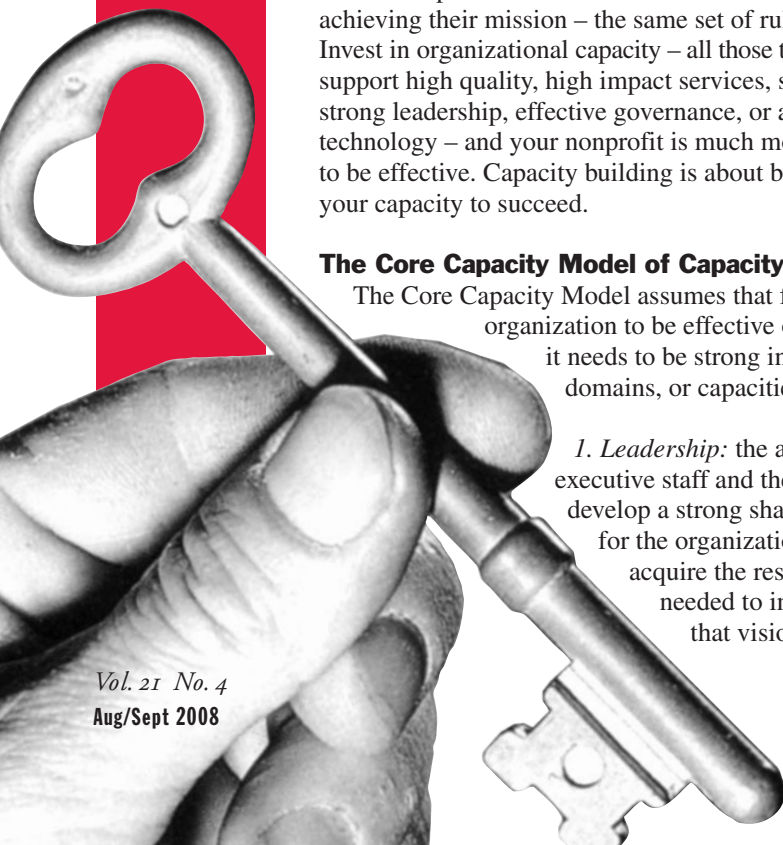 achieving their mission – the same set of ru
Invest in organizational capacity – all those t
support high quality, high impact services, s
strong leadership, effective governance, or a
technology – and your nonprofit is much mo
to be effective. Capacity building is about b
your capacity to succeed.
The Core Capacity Model of Capacity
The Core Capacity Model assumes that f
organization to be effective
it needs to be strong in
domains, or capacitie
1. Leadership: the a
executive staff and the
develop a strong sha
for the organizatio
acquire the res
needed to in
that visio
Vol. 21 No. 4
Aug/Sept 2008